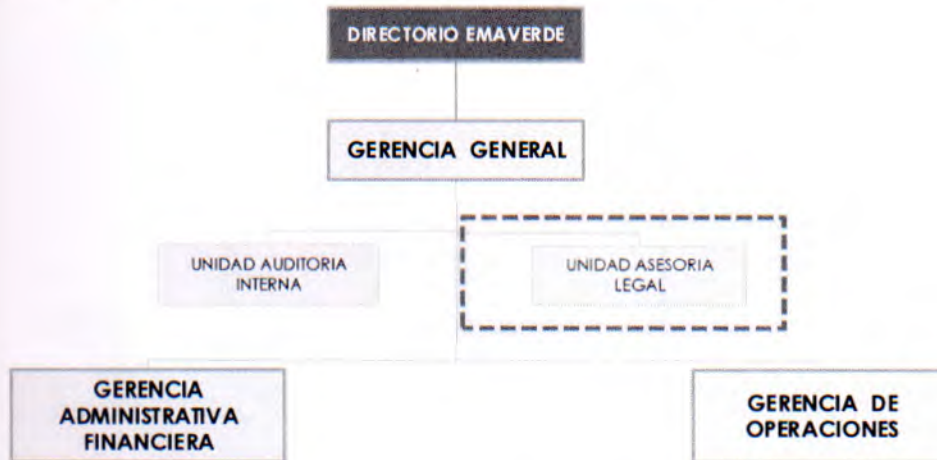 DIRECTORIO EMAVERDE
GERENCIA GENERAL
UNIDAD AUDITORIA
INTERNA
UNIDAD ASESORIA
LEGAL
GERENCIA
ADMINISTRATIVA
FINANCIERA
GERENCIA DE
OPERACIONES